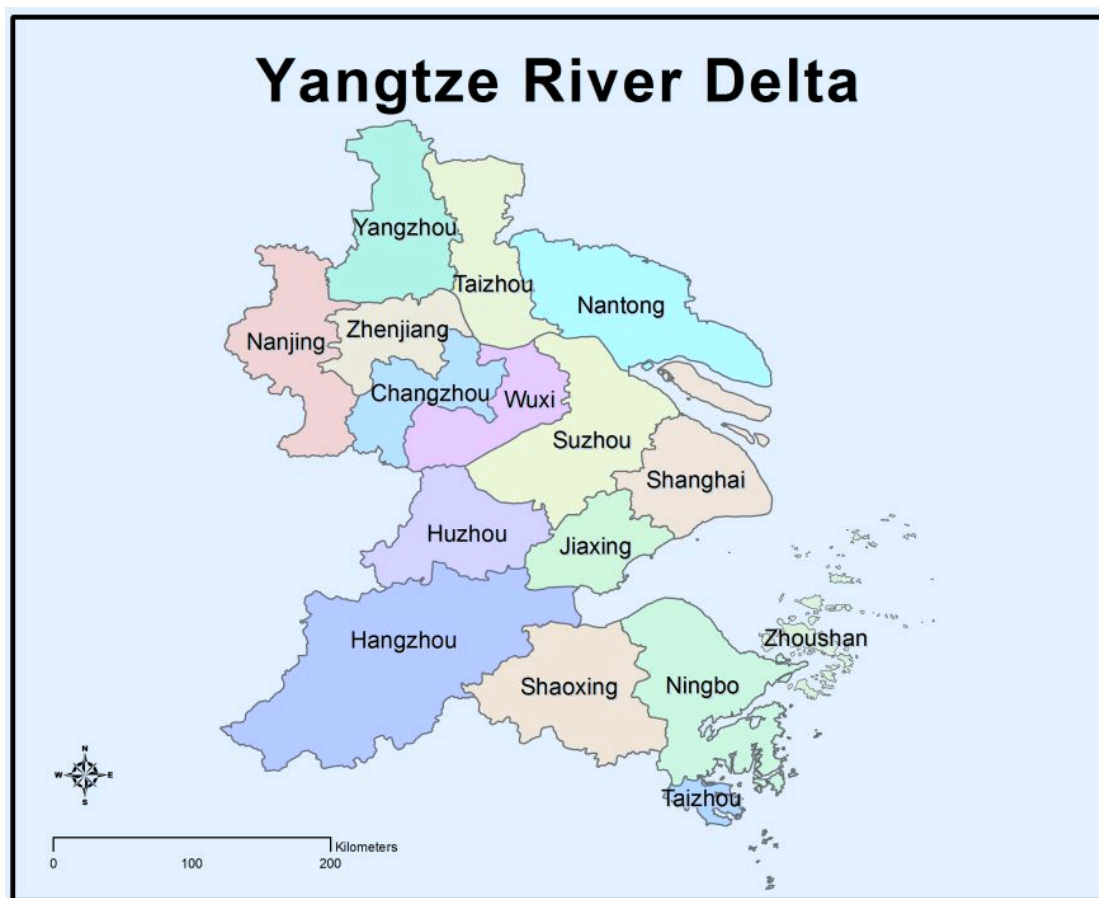 Yangtze River Delta
Yangzhou
Taizhou
Nantong
Nanjing
Zhenjiang
Changzhou
Wuxi
Suzhou
Shanghai
Huzhou
Jiaxing
Hangzhou
Zhoushan
Shaoxing
Ningbo
Taizhou
N
W E
S
Kilometers
0 100 200